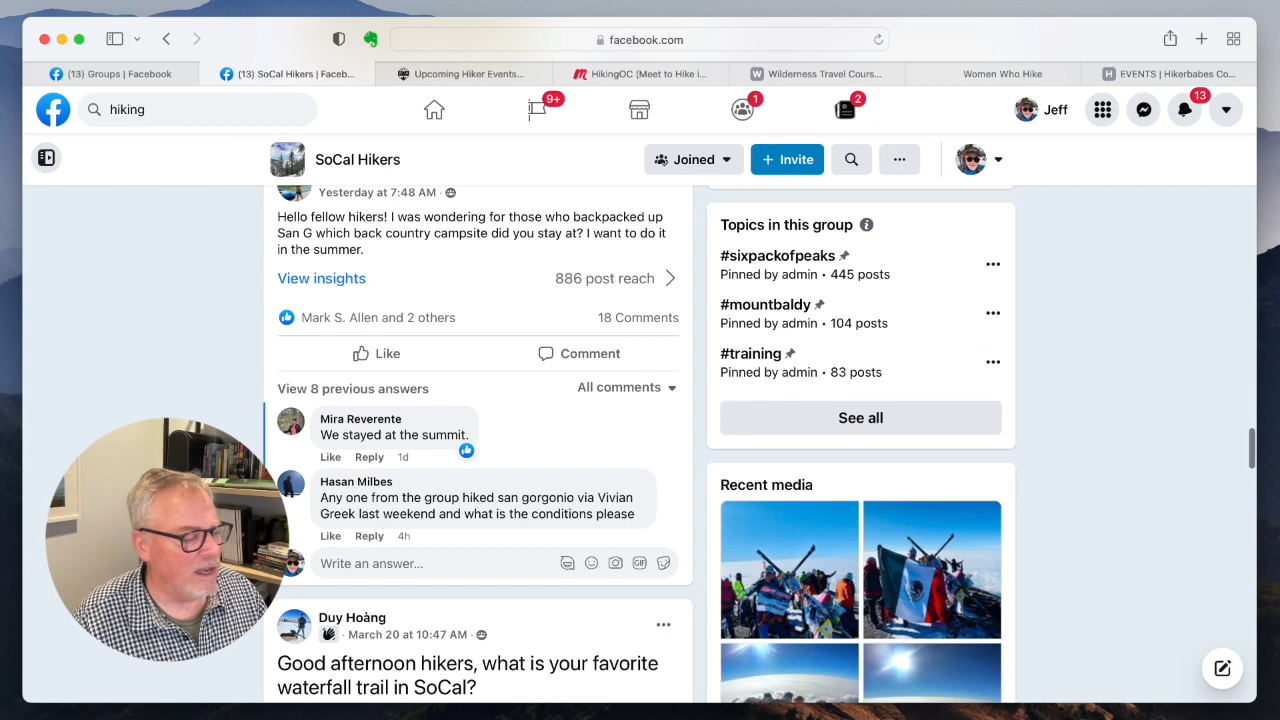 facebook.com
(13) Groups | Facebook
(13) SoCal Hikers | Faceb...
Upcoming Hiker Events...
HikingOC (Meet to Hike i...
Wilderness Travel Cours...
Women Who Hike
EVENTS | Hikerbabes Co...
hiking
9+
1
2
Jeff
13
SoCal Hikers
Joined
+ Invite
Yesterday at 7:48 AM ·
Hello fellow hikers! I was wondering for those who backpacked up
San G which back country campsite did you stay at? I want to do it
in the summer.
View insights
886 post reach
Mark S. Allen and 2 others
18 Comments
Like
Comment
View 8 previous answers
All comments
Mira Reverente
We stayed at the summit.
Like Reply 1d
Hasan Milbes
Any one from the group hiked san gorgonio via Vivian
Greek last weekend and what is the conditions please
Like Reply 4h
Write an answer...
GIF
Duy Hoàng
· March 20 at 10:47 AM ·
Good afternoon hikers, what is your favorite
waterfall trail in SoCal?
Topics in this group
#sixpackofpeaks
Pinned by admin • 445 posts
#mountbaldy
Pinned by admin • 104 posts
#training
Pinned by admin • 83 posts
See all
Recent media